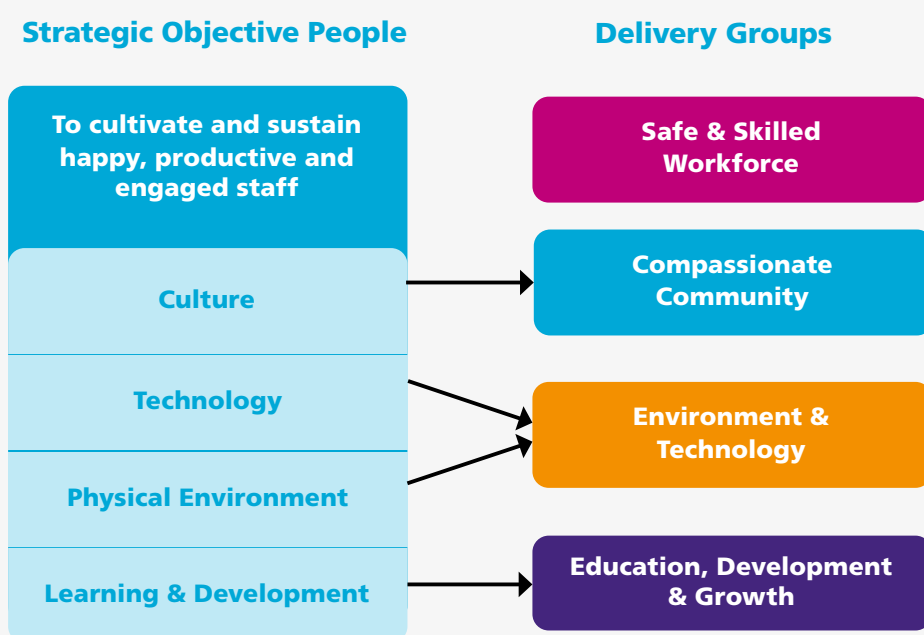 Strategic Objective People
To cultivate and sustain
happy, productive and
engaged staff
Culture
Technology
Physical Environment
Learning & Development
Delivery Groups
Safe & Skilled
Workforce
Compassionate
Community
Environment &
Technology
Education, Development
& Growth